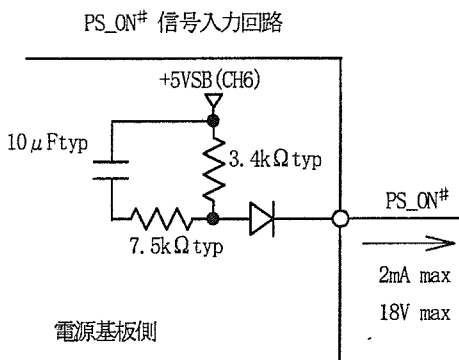 PS_ON# 信号入力回路
+5VSB(CH6)
10μFtyp
3.4kΩtyp
7.5kΩtyp
PS_ON#
2mA max
18V max
電源基板側